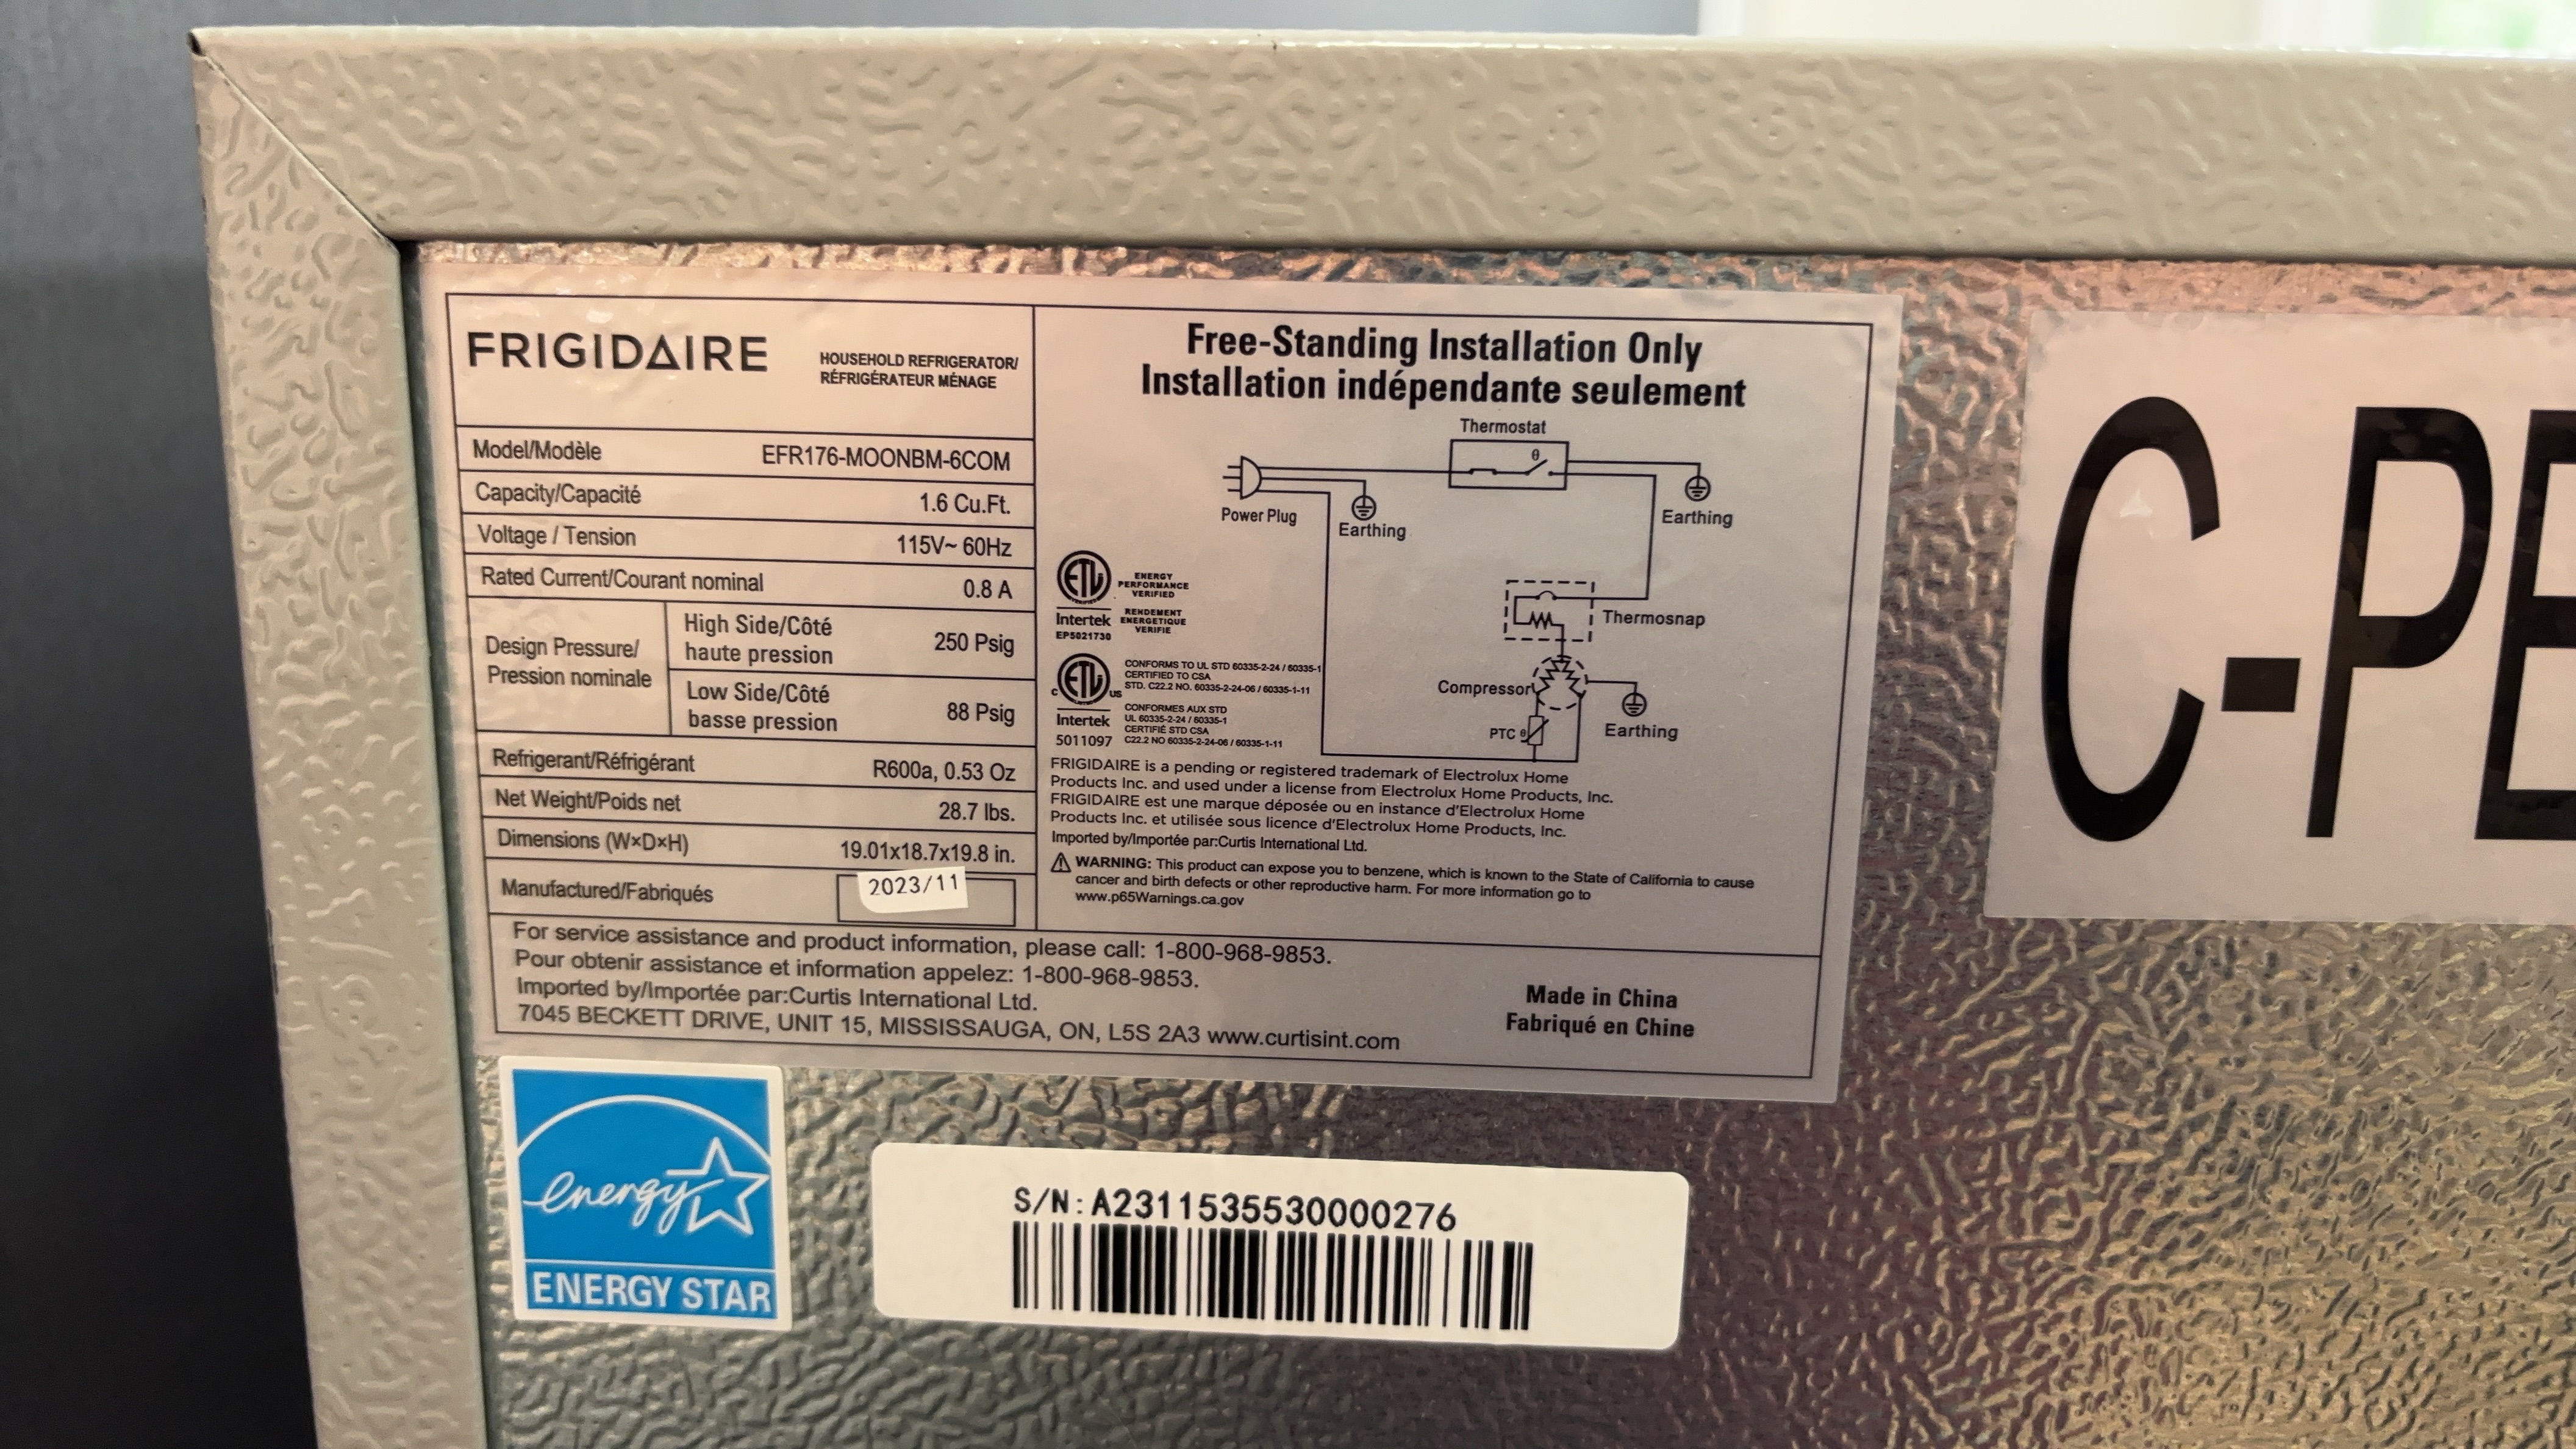 FRIGIDAIRE
HOUSEHOLD REFRIGERATOR/
RÉFRIGÉRATEUR MÉNAGE
Model/Modèle EFR176-MOONBM-6COM
Capacity/Capacité 1.6 Cu.Ft.
Voltage / Tension 115V~ 60Hz
Rated Current/Courant nominal 0.8 A
Design Pressure/
Pression nominale
High Side/Côté
haute pression
250 Psig
Low Side/Côté
basse pression
88 Psig
Refrigerant/Réfrigérant R600a, 0.53 Oz
Net Weight/Poids net 28.7 lbs.
Dimensions (W×D×H) 19.01x18.7x19.8 in.
Manufactured/Fabriqués 2023/11
Free-Standing Installation Only
Installation indépendante seulement
Thermostat
θ
Power Plug
Earthing
Earthing
Thermosnap
Compressor
PTC θ
Earthing
ETL
ENERGY
PERFORMANCE
VERIFIED
Intertek
EP5021730
RENDEMENT
ENERGETIQUE
VERIFIE
C ETL US
Intertek
5011097
CONFORMS TO UL STD 60335-2-24 / 60335-1
CERTIFIED TO CSA
STD. C22.2 NO. 60335-2-24-06 / 60335-1-11
CONFORMES AUX STD
UL 60335-2-24 / 60335-1
CERTIFIÉ STD CSA
C22.2 NO 60335-2-24-06 / 60335-1-11
FRIGIDAIRE is a pending or registered trademark of Electrolux Home
Products Inc. and used under a license from Electrolux Home Products, Inc.
FRIGIDAIRE est une marque déposée ou en instance d'Electrolux Home
Products Inc. et utilisée sous licence d'Electrolux Home Products, Inc.
Imported by/Importée par:Curtis International Ltd.
WARNING: This product can expose you to benzene, which is known to the State of California to cause
cancer and birth defects or other reproductive harm. For more information go to
www.p65Warnings.ca.gov
For service assistance and product information, please call: 1-800-968-9853.
Pour obtenir assistance et information appelez: 1-800-968-9853.
Imported by/Importée par:Curtis International Ltd.
7045 BECKETT DRIVE, UNIT 15, MISSISSAUGA, ON, L5S 2A3 www.curtisint.com
Made in China
Fabriqué en Chine
C-PE
energy
ENERGY STAR
S/N: A2311535530000276